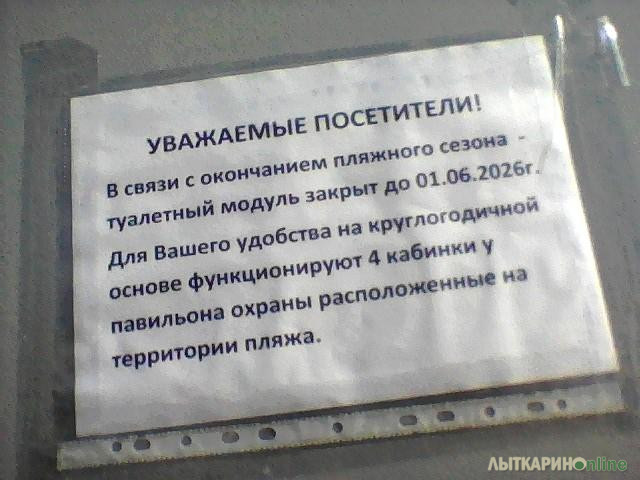 УВАЖАЕМЫЕ ПОСЕТИТЕЛИ!
В связи с окончанием пляжного сезона -
туалетный модуль закрыт до 01.06.2026г.
Для Вашего удобства на круглогодичной
основе функционируют 4 кабинки у
павильона охраны расположенные на
территории пляжа.
ЛЫТКАРИНОonline